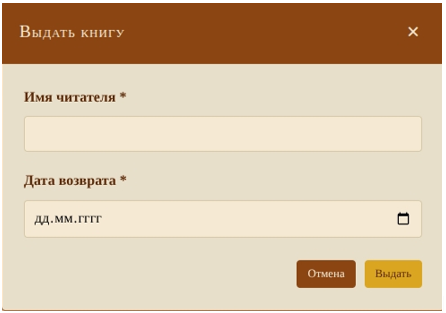 Выдать книгу ×
Имя читателя *
Дата возврата *
дд.мм.гггг
Отмена Выдать